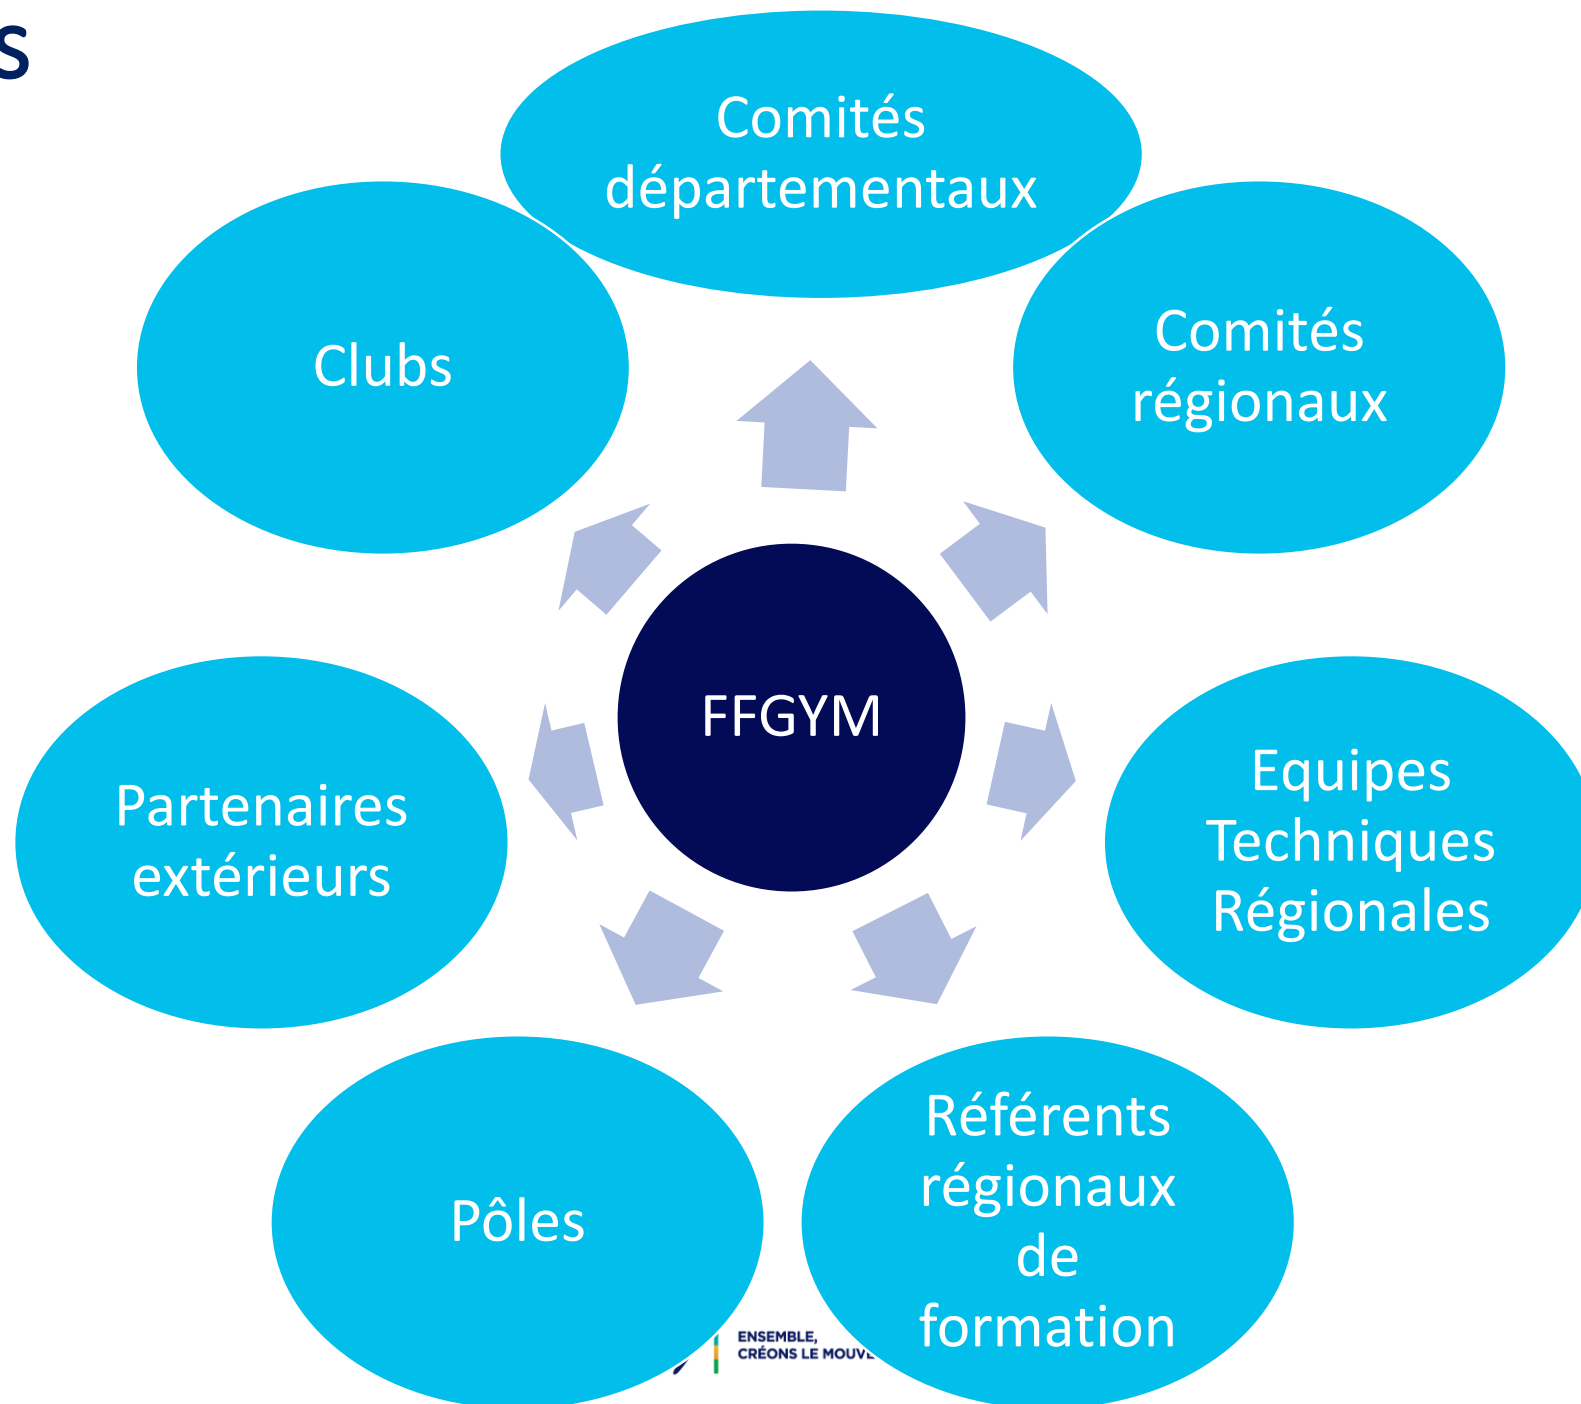 s
Comités
départementaux
Clubs
Comités
régionaux
FFGYM
Partenaires
extérieurs
Equipes
Techniques
Régionales
Pôles
Référents
régionaux
de
formation
ENSEMBLE,
CRÉONS LE